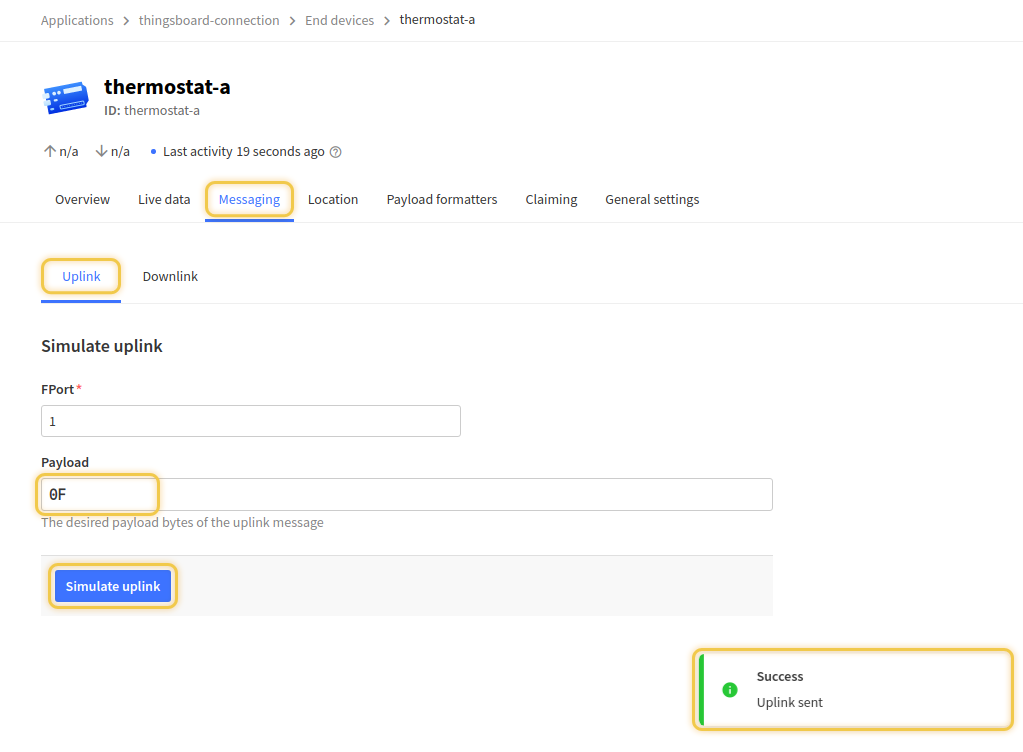 Applications > thingsboard-connection > End devices > thermostat-a
thermostat-a
ID: thermostat-a
↑ n/a ↓ n/a • Last activity 19 seconds ago ?
Overview Live data Messaging Location Payload formatters Claiming General settings
Uplink Downlink
Simulate uplink
FPort *
1
Payload
0F
The desired payload bytes of the uplink message
Simulate uplink
Success
Uplink sent